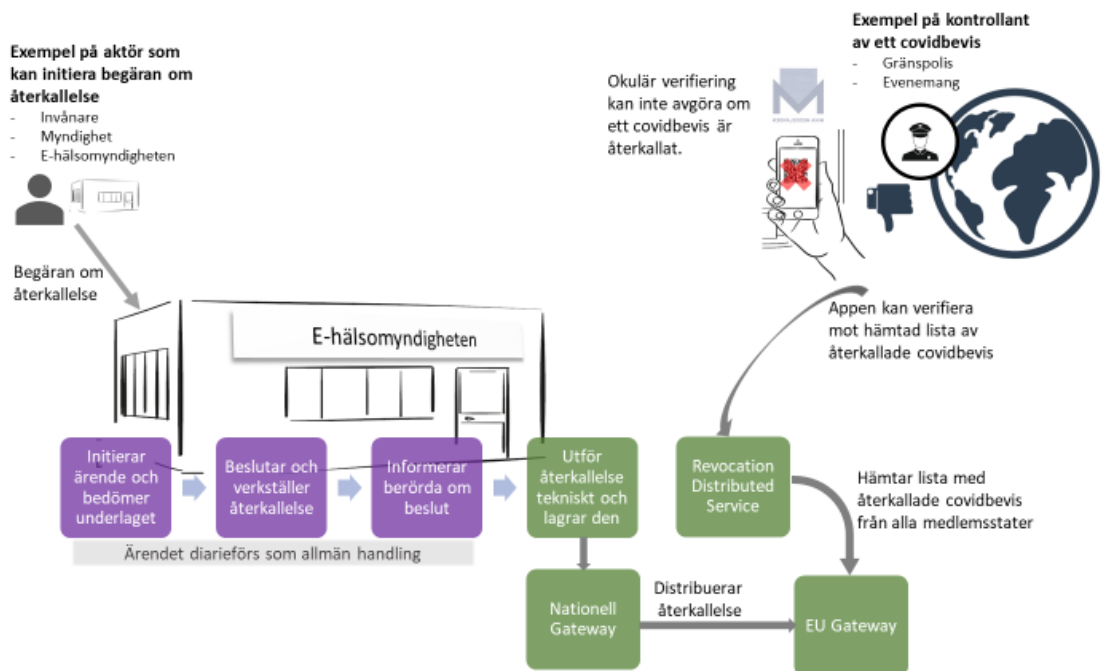 Exempel på aktör som
kan initiera begäran om
återkallelse
- Invånare
- Myndighet
- E-hälsomyndigheten
Begäran om
återkallelse
Okulär verifiering
kan inte avgöra om
ett covidbevis är
återkallat.
Exempel på kontrollant
av ett covidbevis
- Gränspolis
- Evenemang
Appen kan verifiera
mot hämtad lista av
återkallade covidbevis
E-hälsomyndigheten
Initierar
ärende och
bedömer
underlaget
Beslutar och
verkställer
återkallelse
Informerar
berörda om
beslut
Utför
återkallelse
tekniskt och
lagrar den
Ärendet diarieförs som allmän handling
Revocation
Distributed
Service
Hämtar lista med
återkallade covidbevis
från alla medlemsstater
Nationell
Gateway
Distribuerar
återkallelse
EU Gateway